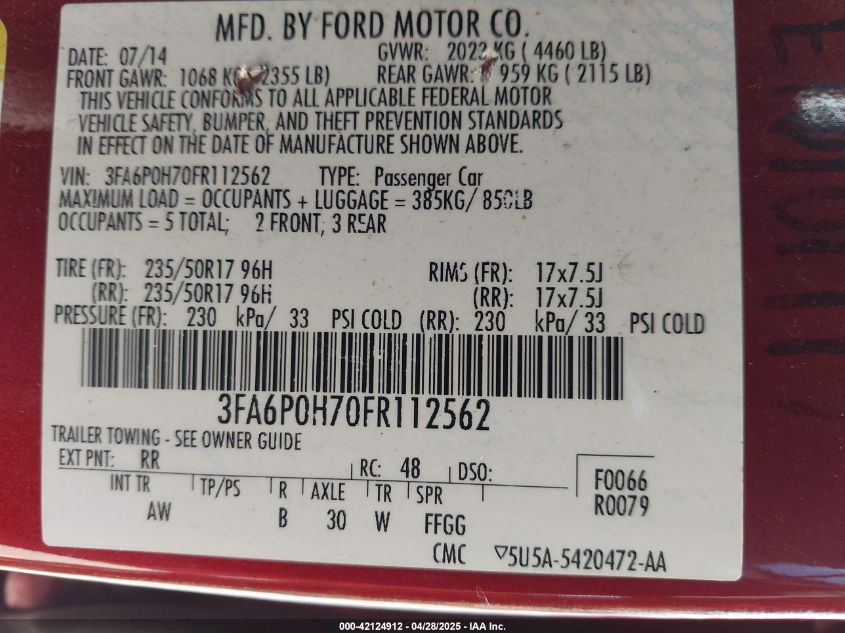 MFD. BY FORD MOTOR CO.
DATE: 07/14 GVWR: 2023 KG ( 4460 LB)
FRONT GAWR: 1068 KG 2355 LB) REAR GAWR: 959 KG ( 2115 LB)
THIS VEHICLE CONFORMS TO ALL APPLICABLE FEDERAL MOTOR
VEHICLE SAFETY, BUMPER, AND THEFT PREVENTION STANDARDS
IN EFFECT ON THE DATE OF MANUFACTURE SHOWN ABOVE.
VIN: 3FA6P0H70FR112562 TYPE: Passenger Car
MAXIMUM LOAD = OCCUPANTS + LUGGAGE = 385KG/ 850LB
OCCUPANTS = 5 TOTAL; 2 FRONT, 3 REAR
TIRE (FR): 235/50R17 96H RIMS (FR): 17x7.5J
(RR): 235/50R17 96H (RR): 17x7.5J
PRESSURE (FR): 230 kPa/ 33 PSI COLD (RR): 230 kPa/ 33 PSI COLD
3FA6P0H70FR112562
TRAILER TOWING - SEE OWNER GUIDE
EXT PNT: RR RC: 48 DSO:
INT TR TP/PS R AXLE TR SPR
AW B 30 W FFGG
F0066
R0079
CMC ▽5U5A-5420472-AA
000-42124912 - 04/28/2025 - IAA Inc.